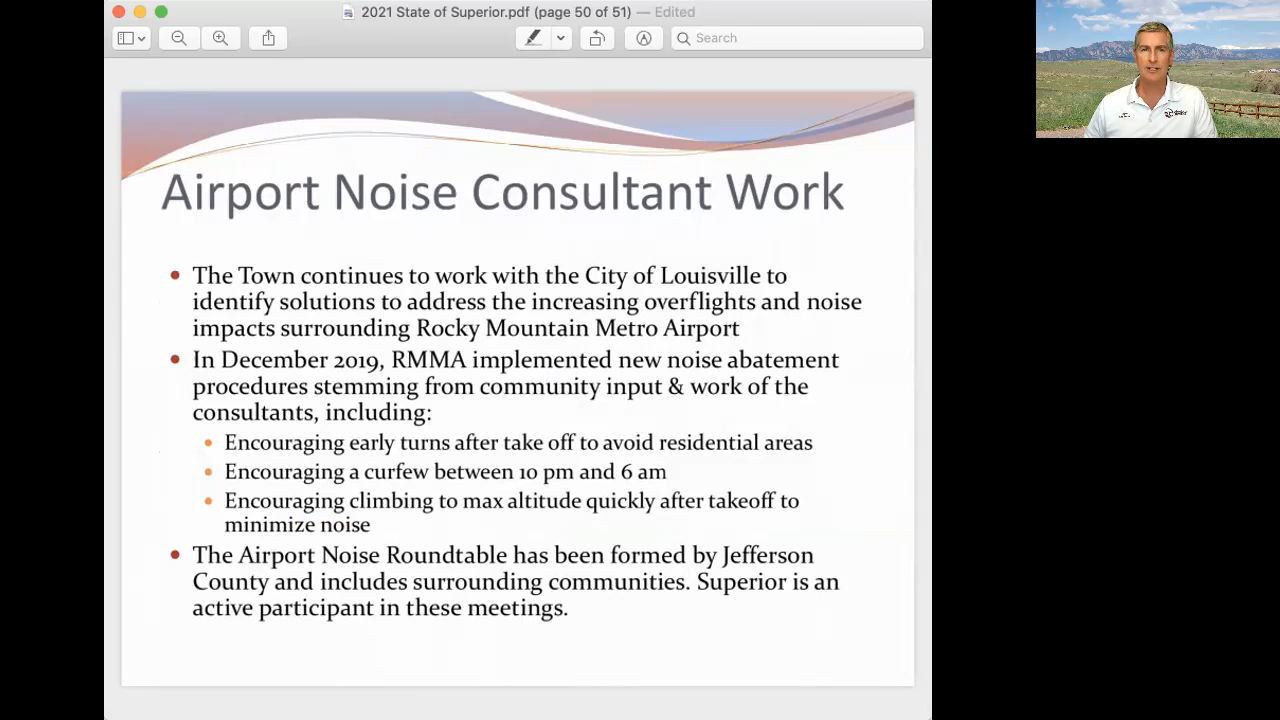 2021 State of Superior.pdf (page 50 of 51) — Edited
Search
Airport Noise Consultant Work
• The Town continues to work with the City of Louisville to
identify solutions to address the increasing overflights and noise
impacts surrounding Rocky Mountain Metro Airport
• In December 2019, RMMA implemented new noise abatement
procedures stemming from community input & work of the
consultants, including:
• Encouraging early turns after take off to avoid residential areas
• Encouraging a curfew between 10 pm and 6 am
• Encouraging climbing to max altitude quickly after takeoff to
minimize noise
• The Airport Noise Roundtable has been formed by Jefferson
County and includes surrounding communities. Superior is an
active participant in these meetings.